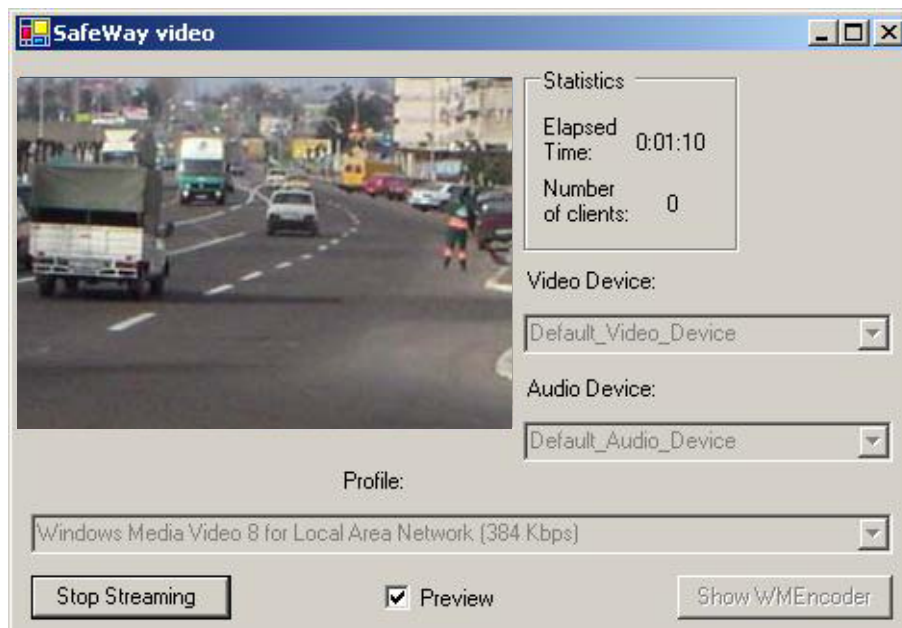 SafeWay video
Statistics
Elapsed
Time:
0:01:10
Number
of clients:
0
Video Device:
Default_Video_Device
Audio Device:
Default_Audio_Device
Profile:
Windows Media Video 8 for Local Area Network (384 Kbps)
Stop Streaming
Preview
Show WMEncoder